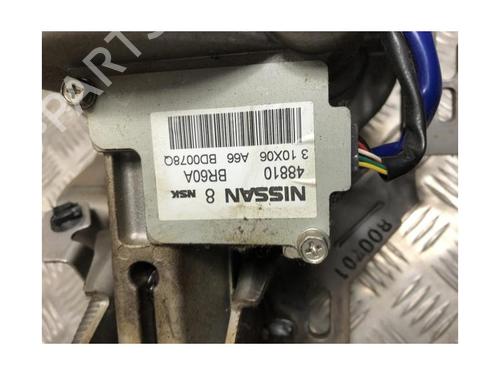 NISSAN 8 NSK
48810 BR60A
3 10X06 A66 BD0078Q
R00701
PARTS